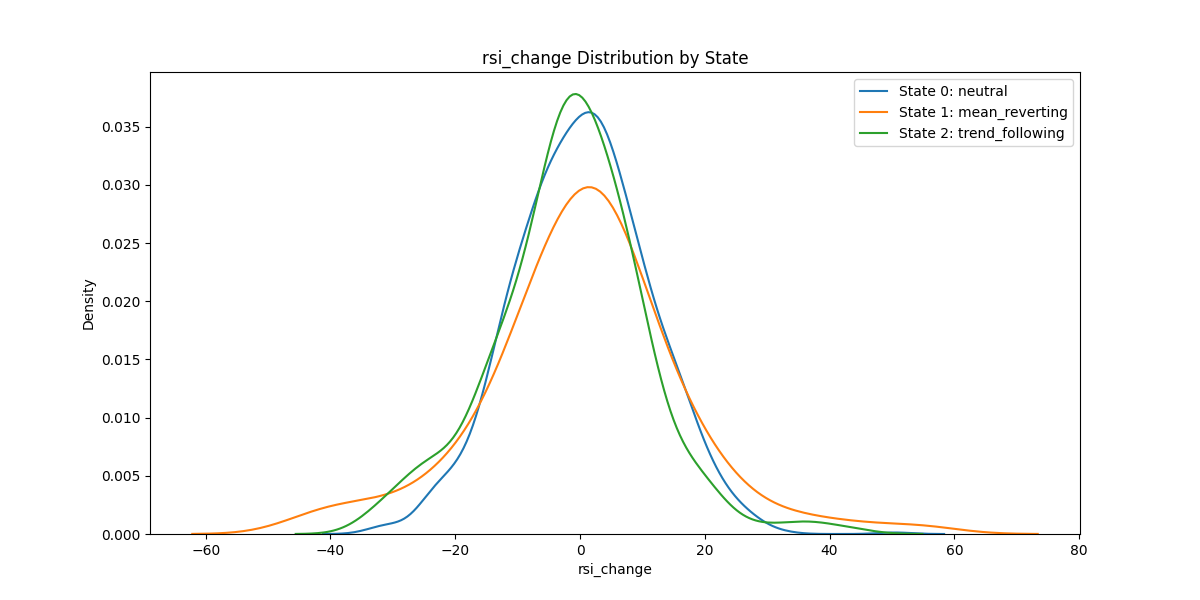 rsi_change Distribution by State
State 0: neutral
State 1: mean_reverting
State 2: trend_following
Density
0.035
0.030
0.025
0.020
0.015
0.010
0.005
0.000
−60 −40 −20 0 20 40 60 80
rsi_change